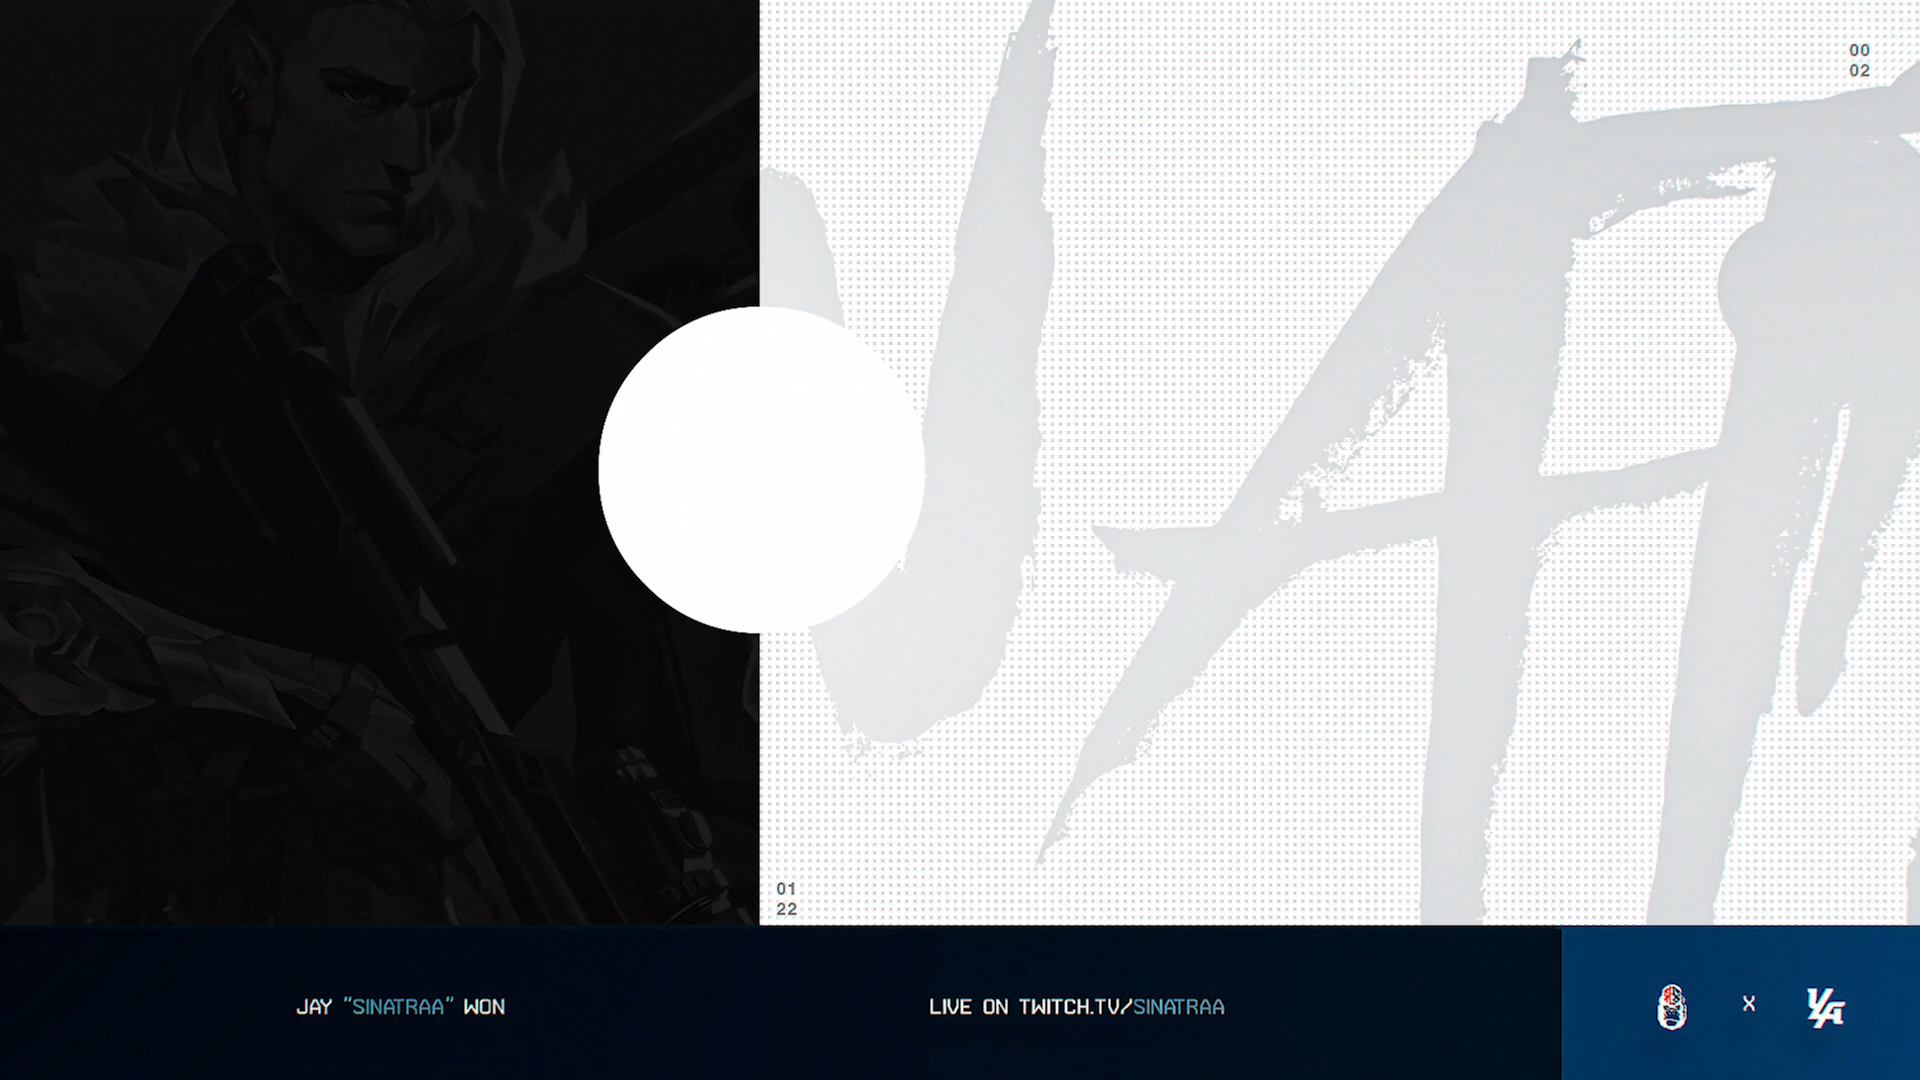 00
02
01
22
JAY "SINATRAA" WON
LIVE ON TWITCH.TV/SINATRAA
X